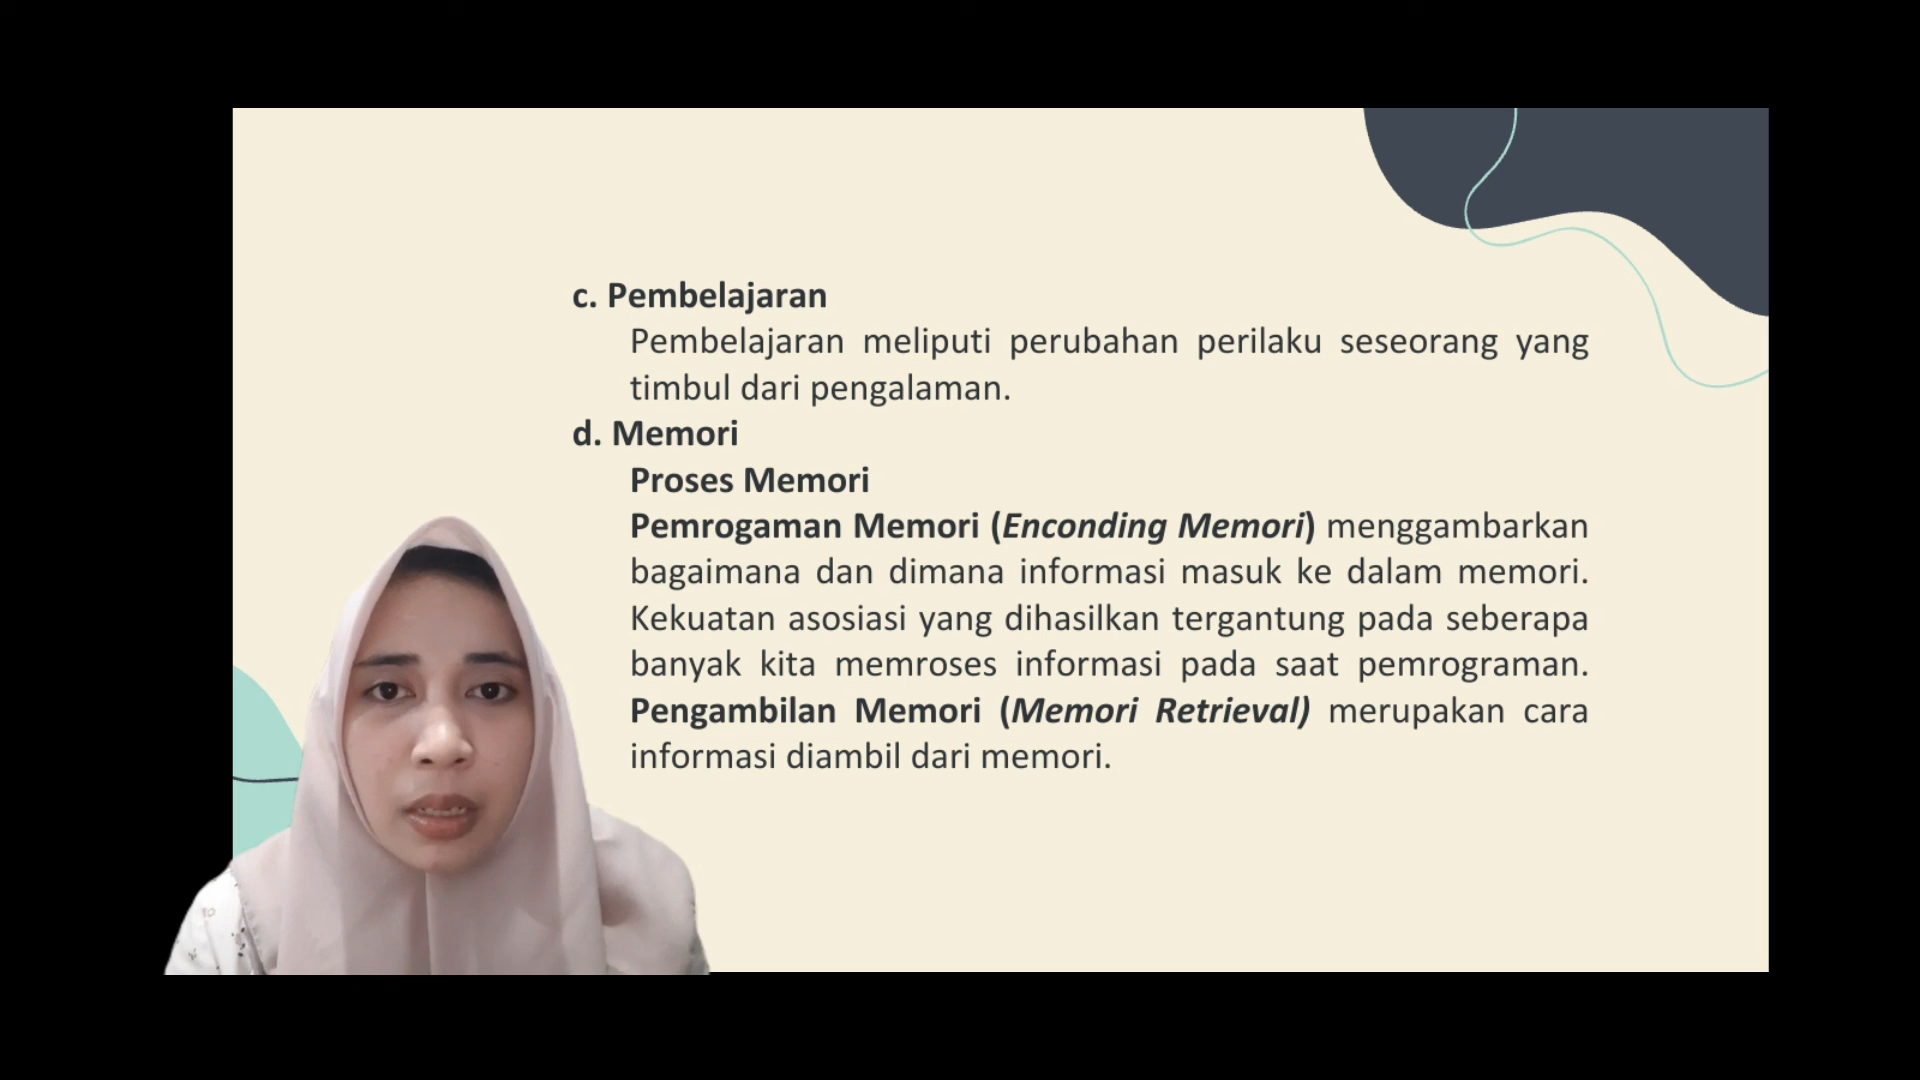 c. Pembelajaran
Pembelajaran meliputi perubahan perilaku seseorang yang
timbul dari pengalaman.
d. Memori
Proses Memori
Pemrogaman Memori (Enconding Memori) menggambarkan
bagaimana dan dimana informasi masuk ke dalam memori.
Kekuatan asosiasi yang dihasilkan tergantung pada seberapa
banyak kita memroses informasi pada saat pemrograman.
Pengambilan Memori (Memori Retrieval) merupakan cara
informasi diambil dari memori.